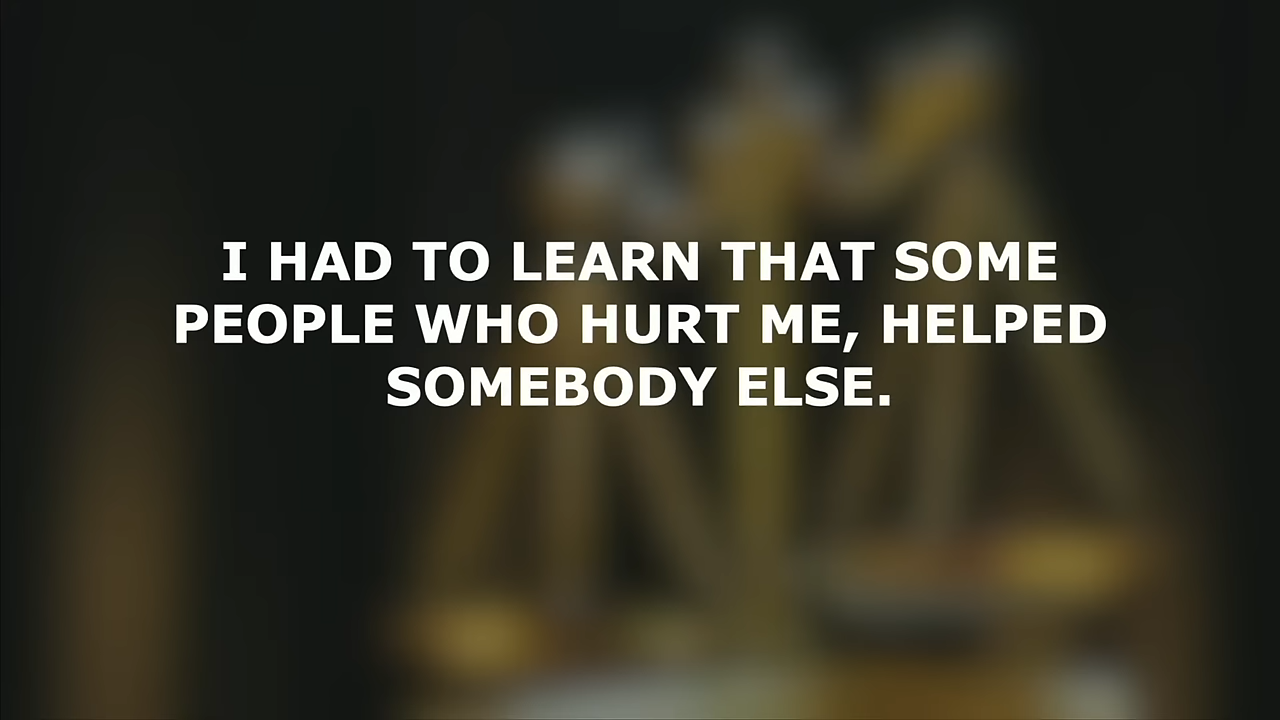 I HAD TO LEARN THAT SOME
PEOPLE WHO HURT ME, HELPED
SOMEBODY ELSE.